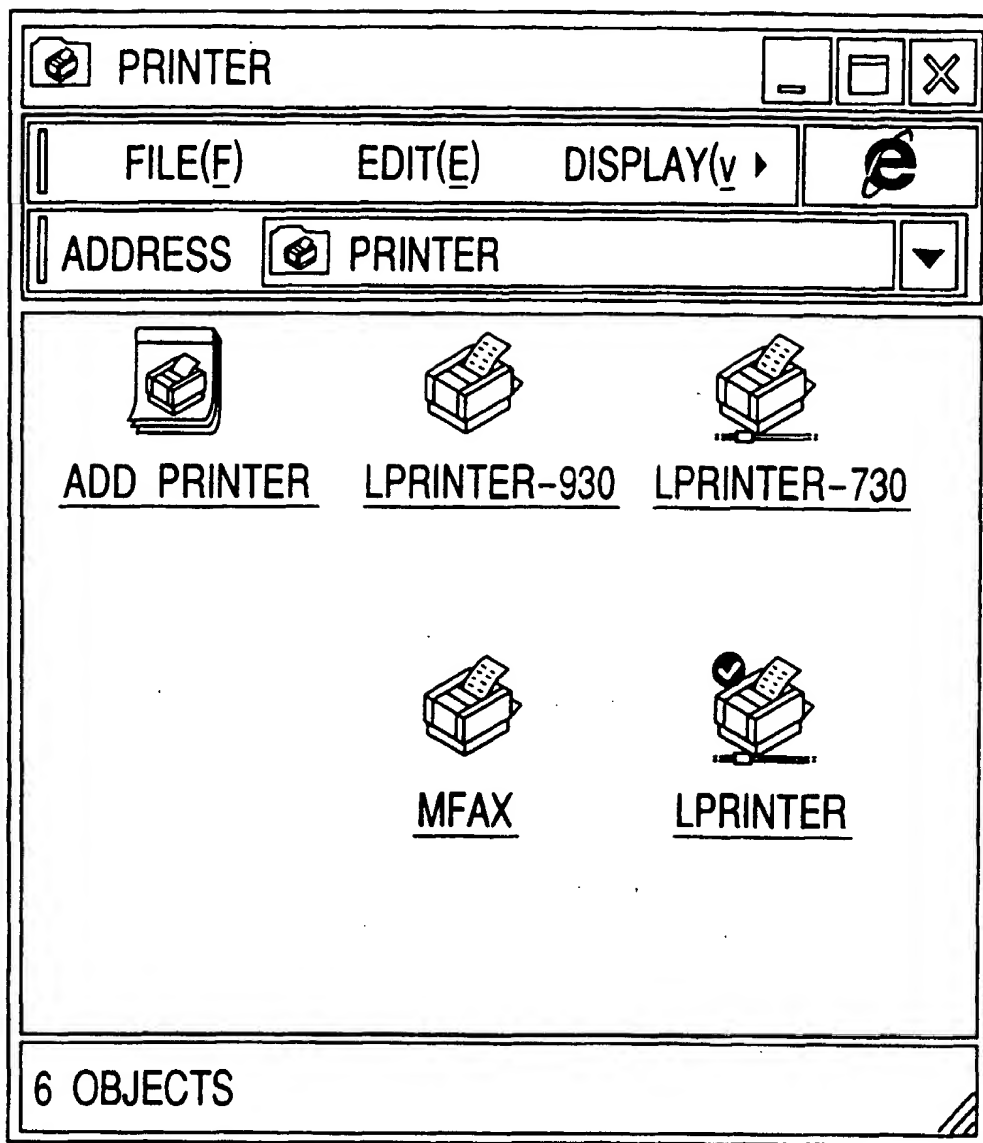 PRINTER
FILE(F) EDIT(E) DISPLAY(v
ADDRESS PRINTER
ADD PRINTER LPRINTER-930 LPRINTER-730
MFAX LPRINTER
6 OBJECTS